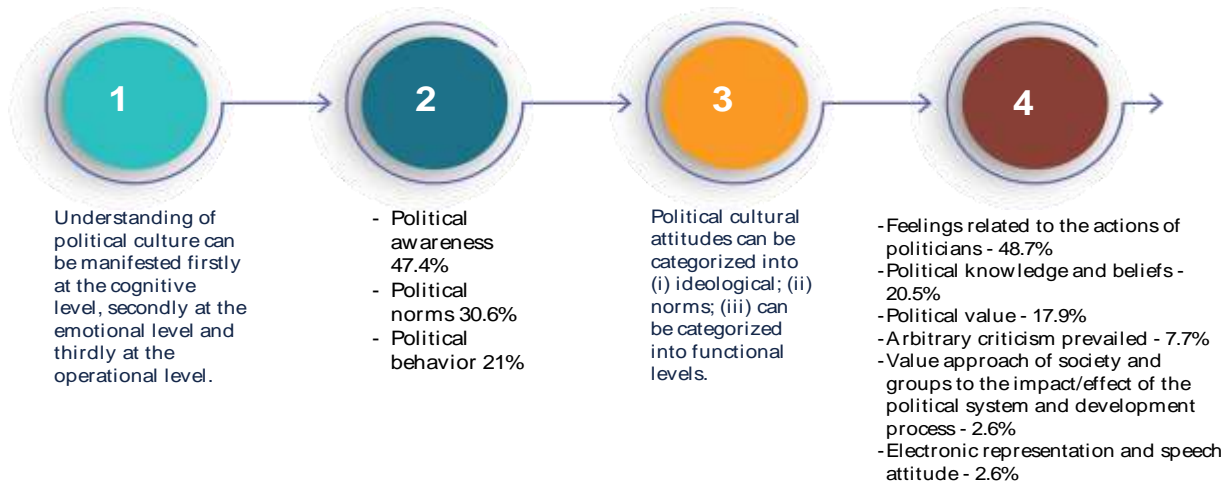 1
Understanding of
political culture can
be manifested firstly
at the cognitive
level, secondly at the
emotional level and
thirdly at the
operational level.
2
- Political
awareness
47.4%
- Political
norms 30.6%
- Political
behavior 21%
3
Political cultural
attitudes can be
categorized into
(i) ideological; (ii)
norms; (iii) can
be categorized
into functional
levels.
4
-Feelings related to the actions of
politicians - 48.7%
-Political knowledge and beliefs -
20.5%
-Political value - 17.9%
-Arbitrary criticism prevailed - 7.7%
-Value approach of society and
groups to the impact/effect of the
political system and development
process - 2.6%
-Electronic representation and speech
attitude - 2.6%